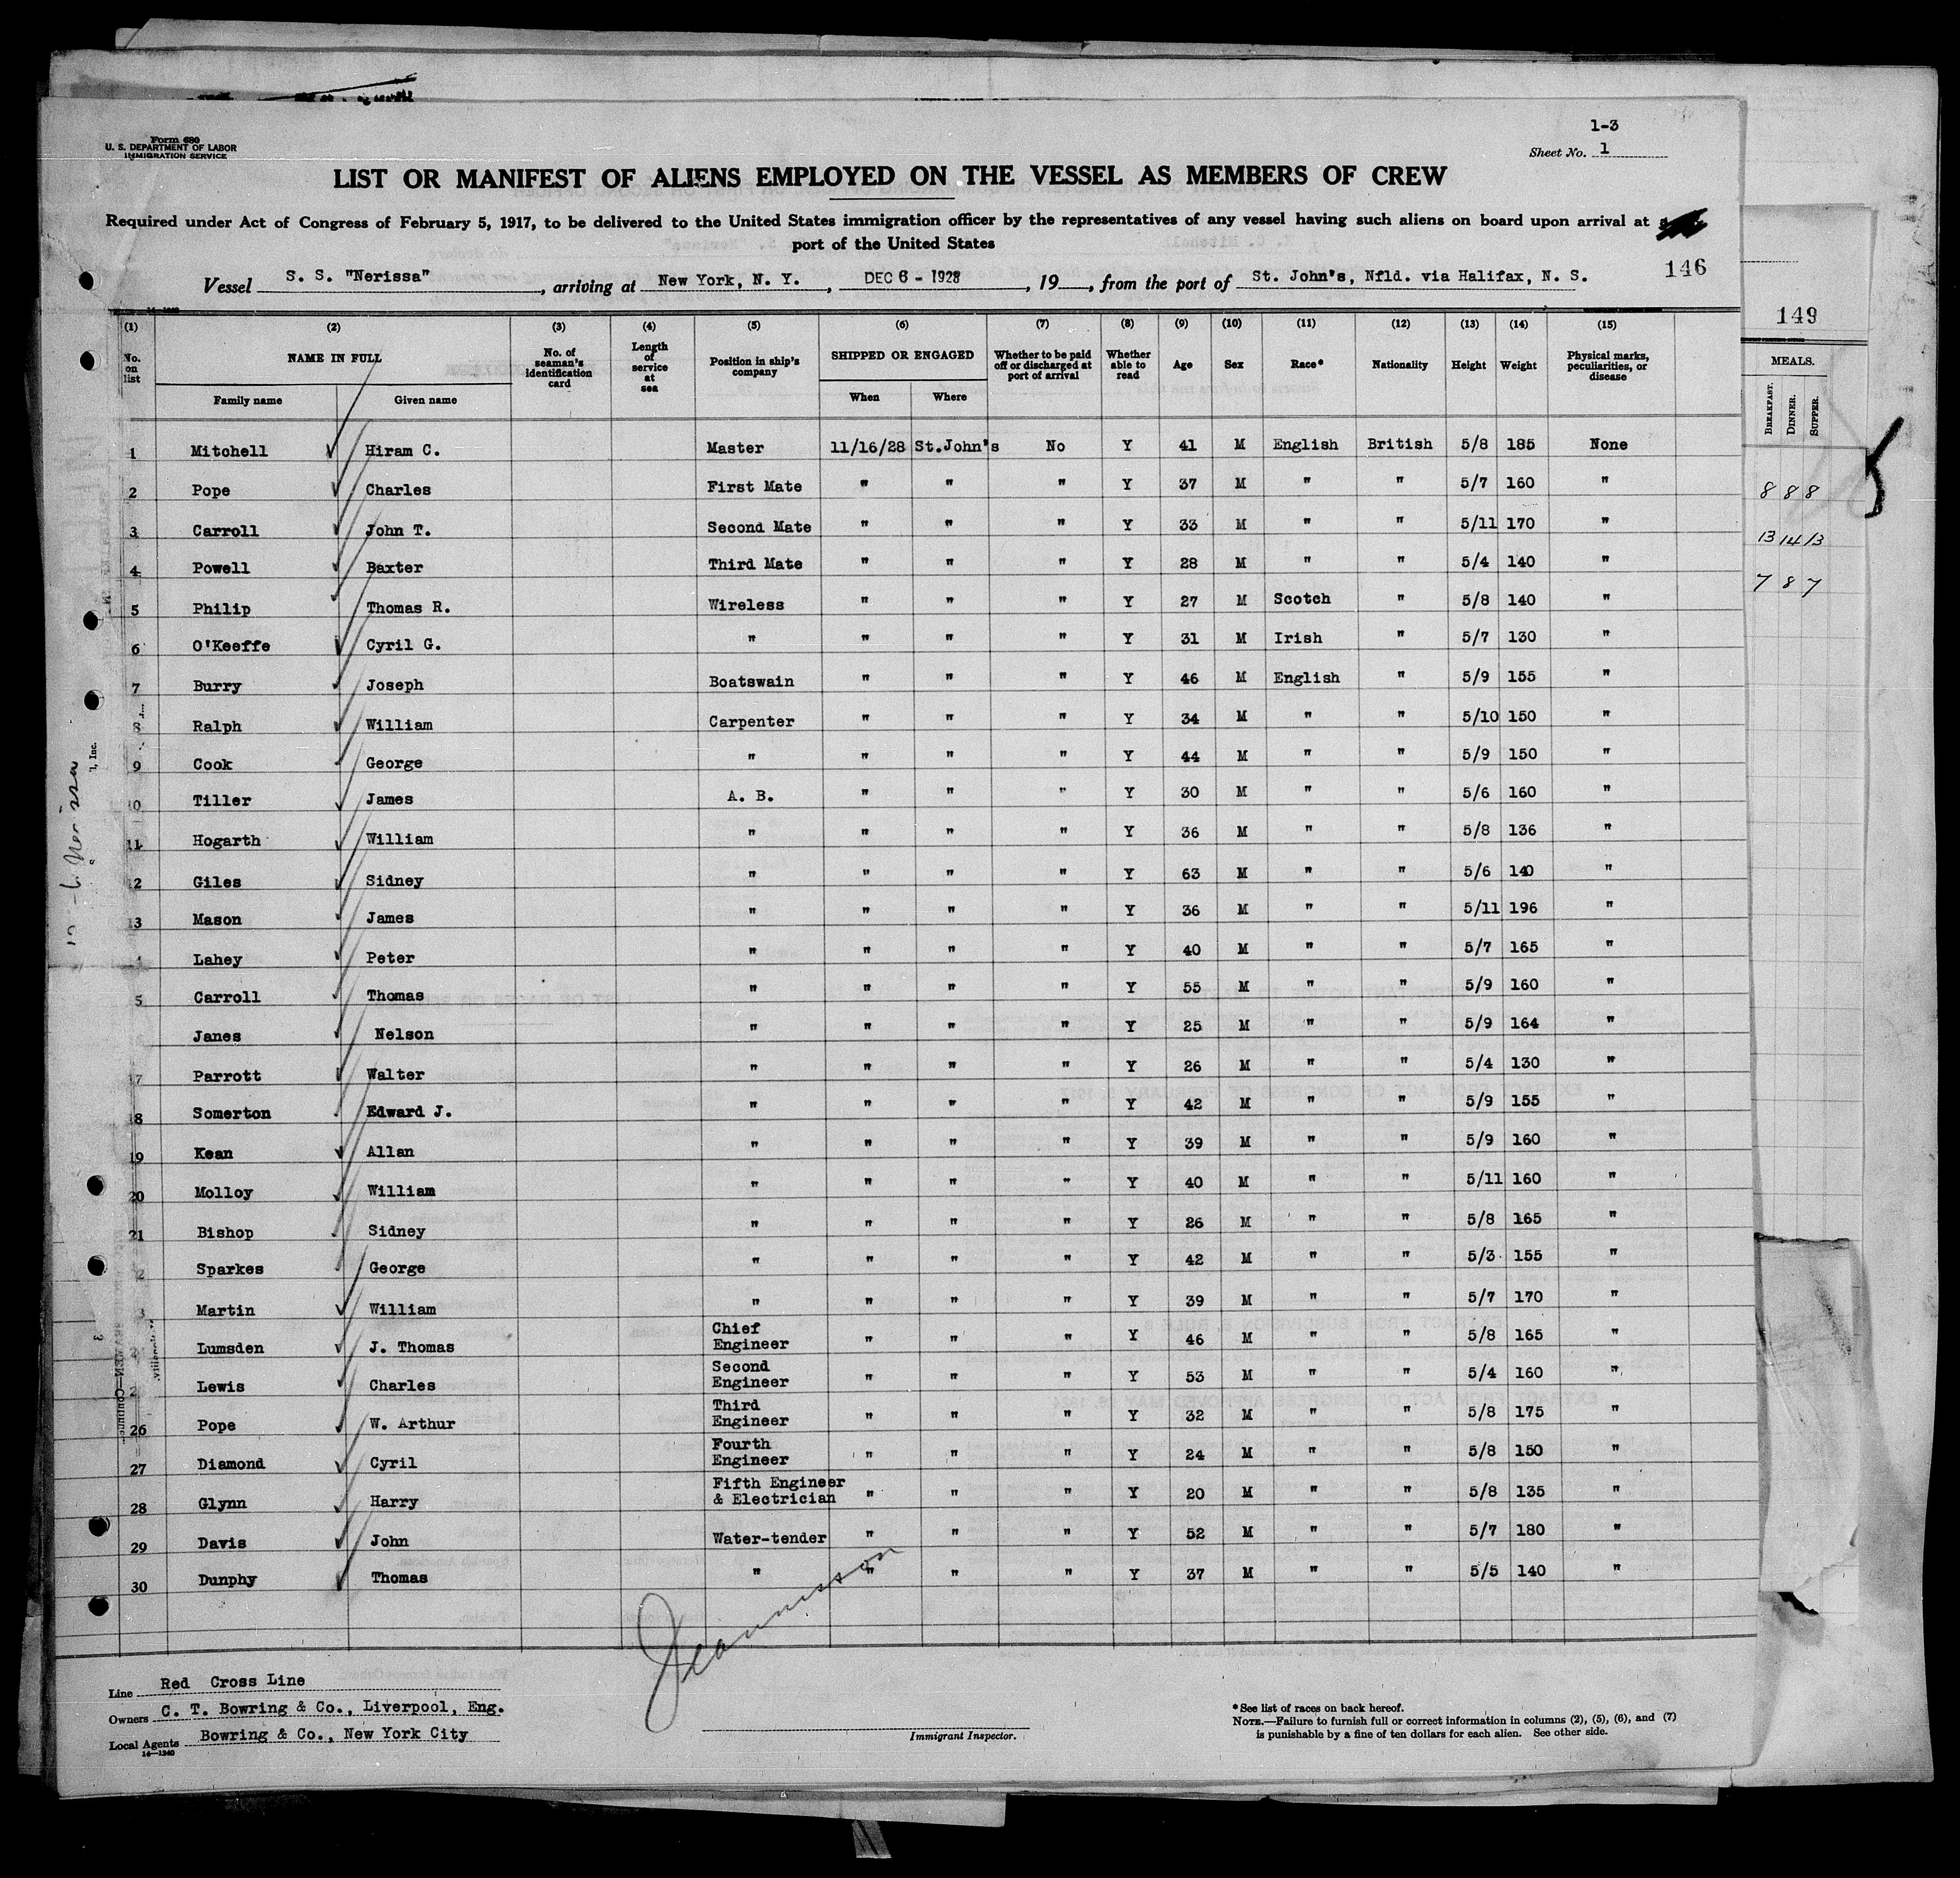 Form 680
U. S. DEPARTMENT OF LABOR
IMMIGRATION SERVICE
1-3
Sheet No. 1
LIST OR MANIFEST OF ALIENS EMPLOYED ON THE VESSEL AS MEMBERS OF CREW
Required under Act of Congress of February 5, 1917, to be delivered to the United States immigration officer by the representatives of any vessel having such aliens on board upon arrival at a
port of the United States
146
Vessel S. S. "Nerissa", arriving at New York, N. Y., DEC 6 - 1928, 19, from the port of St. John's, Nfld. via Halifax, N. S.
(1) (2) (3) (4) (5) (6) (7) (8) (9) (10) (11) (12) (13) (14) (15)
No. on list NAME IN FULL No. of seaman's identification card Length of service at sea Position in ship's company SHIPPED OR ENGAGED Whether to be paid off or discharged at port of arrival Whether able to read Age Sex Race* Nationality Height Weight Physical marks, peculiarities, or disease
Family name Given name When Where
1 Mitchell Hiram C. Master 11/16/28 St.John's No Y 41 M English British 5/8 185 None
2 Pope Charles First Mate " " " Y 37 M " " 5/7 160 "
3 Carroll John T. Second Mate " " " Y 33 M " " 5/11 170 "
4 Powell Baxter Third Mate " " " Y 28 M " " 5/4 140 "
5 Philip Thomas R. Wireless " " " Y 27 M Scotch " 5/8 140 "
6 O'Keeffe Cyril G. " " " " Y 31 M Irish " 5/7 130 "
7 Burry Joseph Boatswain " " " Y 46 M English " 5/9 155 "
8 Ralph William Carpenter " " " Y 34 M " " 5/10 150 "
9 Cook George " " " " Y 44 M " " 5/9 150 "
10 Tiller James A. B. " " " Y 30 M " " 5/6 160 "
11 Hogarth William " " " " Y 36 M " " 5/8 136 "
12 Giles Sidney " " " " Y 63 M " " 5/6 140 "
13 Mason James " " " " Y 36 M " " 5/11 196 "
Lahey Peter " " " " Y 40 M " " 5/7 165 "
5 Carroll Thomas " " " " Y 55 M " " 5/9 160 "
Janes Nelson " " " " Y 25 M " " 5/9 164 "
17 Parrott Walter " " " " Y 26 M " " 5/4 130 "
18 Somerton Edward J. " " " " Y 42 M " " 5/9 155 "
19 Kean Allan " " " " Y 39 M " " 5/9 160 "
20 Molloy William " " " " Y 40 M " " 5/11 160 "
21 Bishop Sidney " " " " Y 26 M " " 5/8 165 "
2 Sparkes George " " " " Y 42 M " " 5/3 155 "
3 Martin William " " " " Y 39 M " " 5/7 170 "
2 Lumsden J. Thomas Chief Engineer " " " Y 46 M " " 5/8 165 "
2 Lewis Charles Second Engineer " " " Y 53 M " " 5/4 160 "
26 Pope W. Arthur Third Engineer " " " Y 32 M " " 5/8 175 "
27 Diamond Cyril Fourth Engineer " " " Y 24 M " " 5/8 150 "
28 Glynn Harry Fifth Engineer & Electrician " " " Y 20 M " " 5/8 135 "
29 Davis John Water-tender " " " Y 52 M " " 5/7 180 "
30 Dunphy Thomas " " " " Y 37 M " " 5/5 140 "
Line Red Cross Line
Owners C. T. Bowring & Co., Liverpool, Eng.
Local Agents Bowring & Co., New York City
14—1240
Immigrant Inspector.
*See list of races on back hereof.
NOTE.—Failure to furnish full or correct information in columns (2), (5), (6), and (7)
is punishable by a fine of ten dollars for each alien. See other side.
149
MEALS.
BREAKFAST. DINNER. SUPPER.
8 8 8
13 14 13
7 8 7